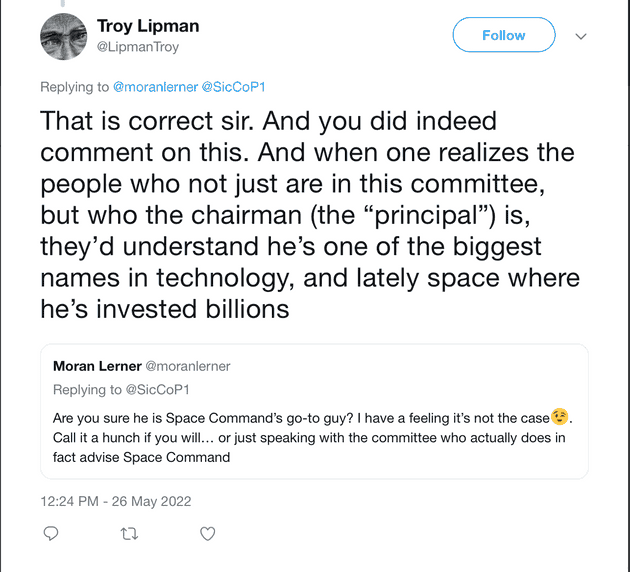 Troy Lipman
@LipmanTroy
Follow
Replying to @moranlerner @SicCoP1
That is correct sir. And you did indeed
comment on this. And when one realizes the
people who not just are in this committee,
but who the chairman (the “principal”) is,
they’d understand he’s one of the biggest
names in technology, and lately space where
he’s invested billions
Moran Lerner @moranlerner
Replying to @SicCoP1
Are you sure he is Space Command’s go-to guy? I have a feeling it’s not the case😉.
Call it a hunch if you will… or just speaking with the committee who actually does in
fact advise Space Command
12:24 PM - 26 May 2022